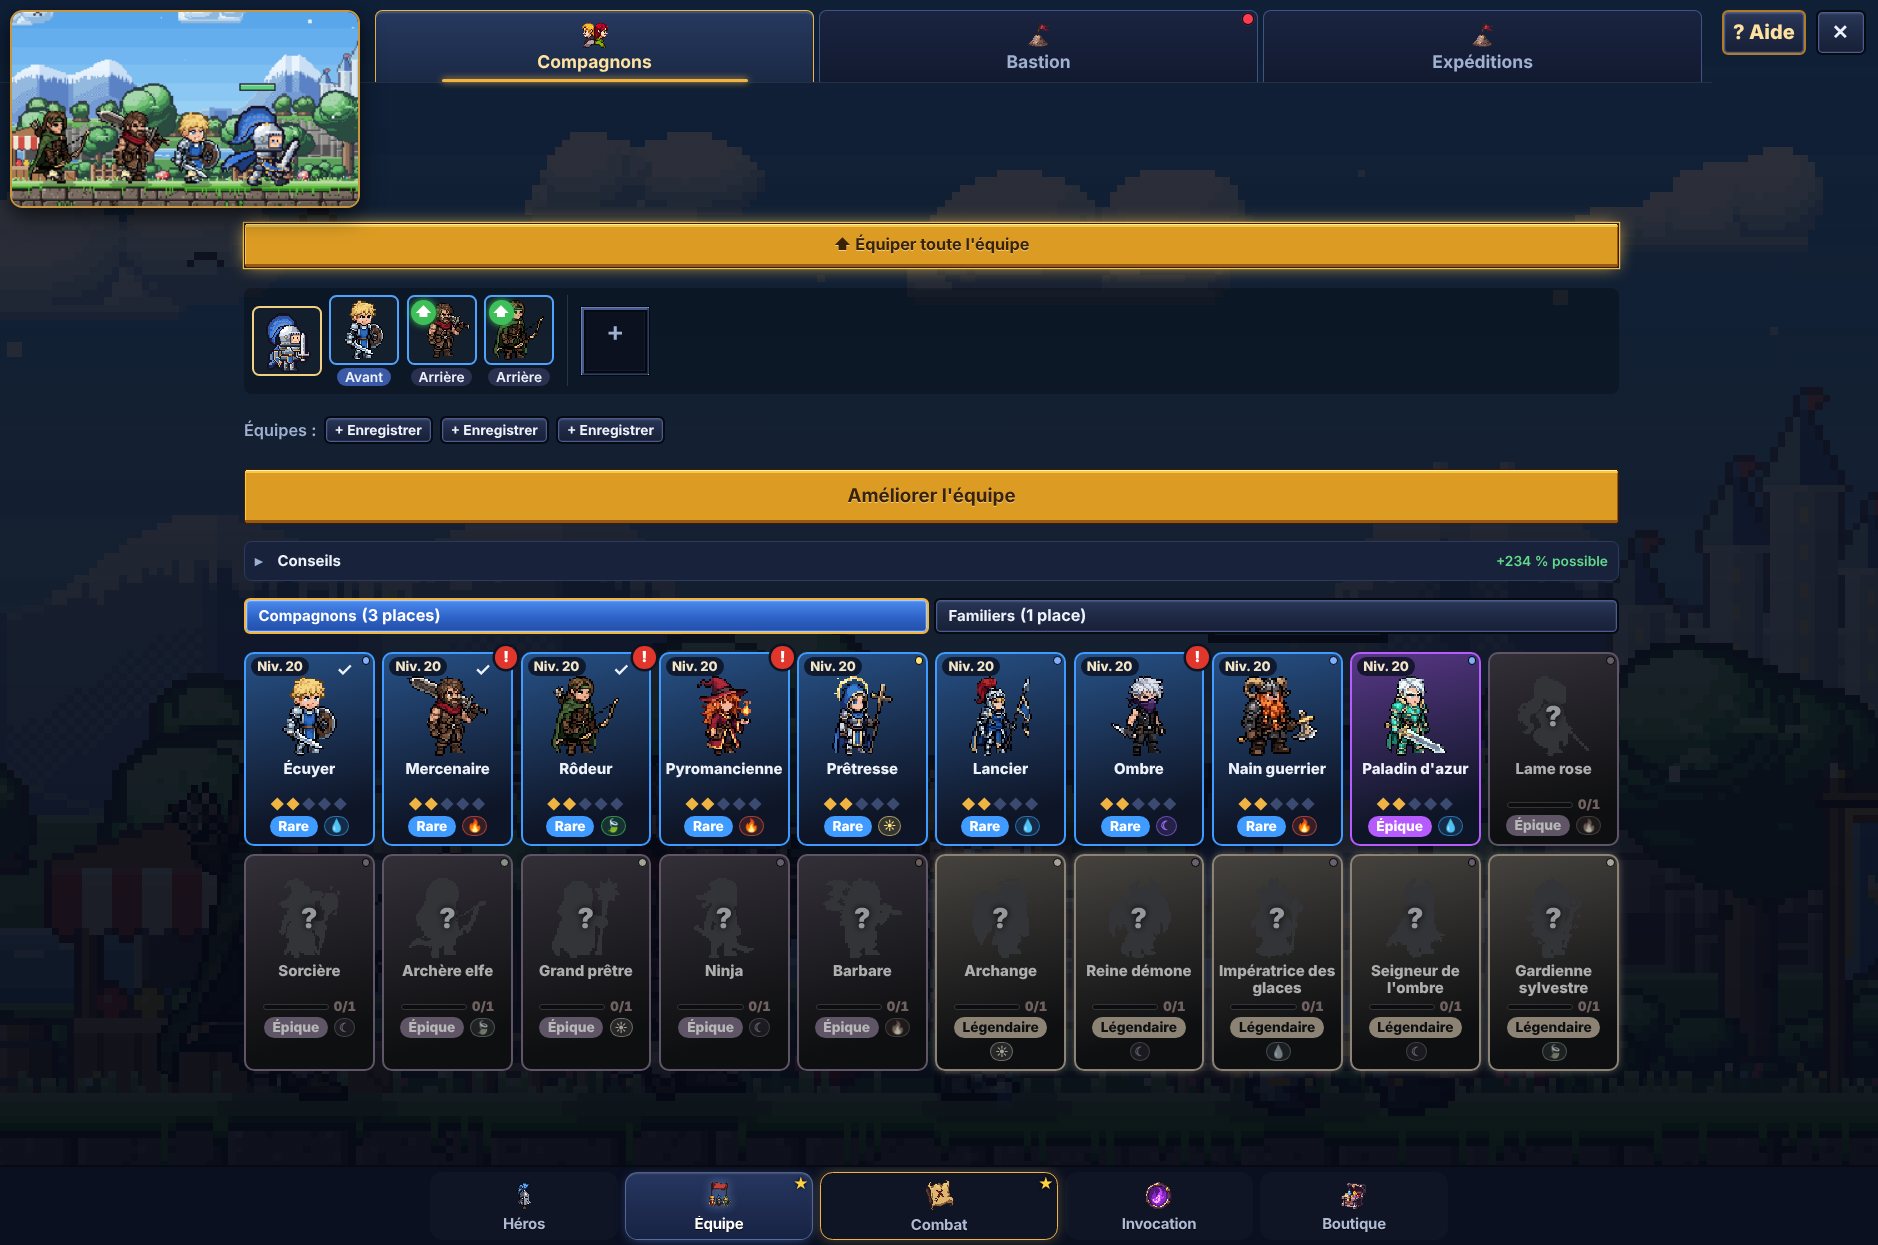 Compagnons
Bastion
Expéditions
? Aide
Équiper toute l'équipe
Avant
Arrière
Arrière
+
Équipes :
+ Enregistrer
+ Enregistrer
+ Enregistrer
Améliorer l'équipe
Conseils
+234 % possible
Compagnons (3 places)
Familiers (1 place)
Niv. 20
Niv. 20
!
Niv. 20
!
Niv. 20
!
Niv. 20
Niv. 20
Niv. 20
!
Niv. 20
Niv. 20
?
Écuyer
Mercenaire
Rôdeur
Pyromancienne
Prêtresse
Lancier
Ombre
Nain guerrier
Paladin d'azur
Lame rose
0/1
Rare
Rare
Rare
Rare
Rare
Rare
Rare
Rare
Épique
Épique
?
?
?
?
?
?
?
?
?
?
Sorcière
Archère elfe
Grand prêtre
Ninja
Barbare
Archange
Reine démone
Impératrice des
glaces
Seigneur de
l'ombre
Gardienne
sylvestre
0/1
0/1
0/1
0/1
0/1
0/1
0/1
0/1
0/1
0/1
Épique
Épique
Épique
Épique
Épique
Légendaire
Légendaire
Légendaire
Légendaire
Légendaire
Héros
Équipe
Combat
Invocation
Boutique